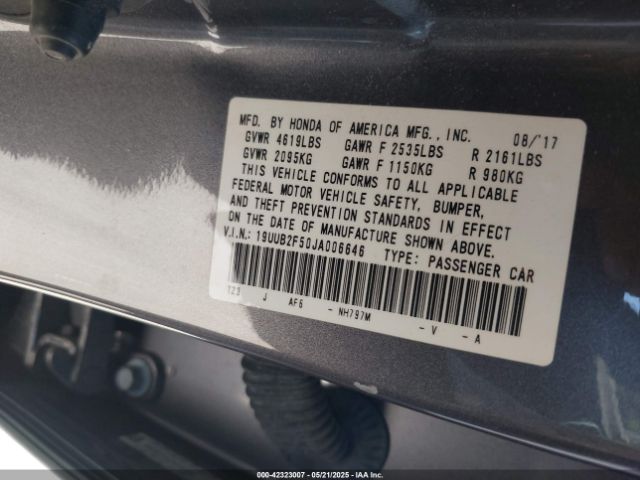 MFD. BY HONDA OF AMERICA MFG., INC. 08/'17
GVWR 4619LBS GAWR F 2535LBS R 2161LBS
GVWR 2095KG GAWR F 1150KG R 980KG
THIS VEHICLE CONFORMS TO ALL APPLICABLE
FEDERAL MOTOR VEHICLE SAFETY, BUMPER,
AND THEFT PREVENTION STANDARDS IN EFFECT
ON THE DATE OF MANUFACTURE SHOWN ABOVE.
V.I.N.: 19UUB2F50JA006646 TYPE: PASSENGER CAR
TZ3 J AF6 - NH797M - V - A
000-42323007 - 05/21/2025 - IAA Inc.